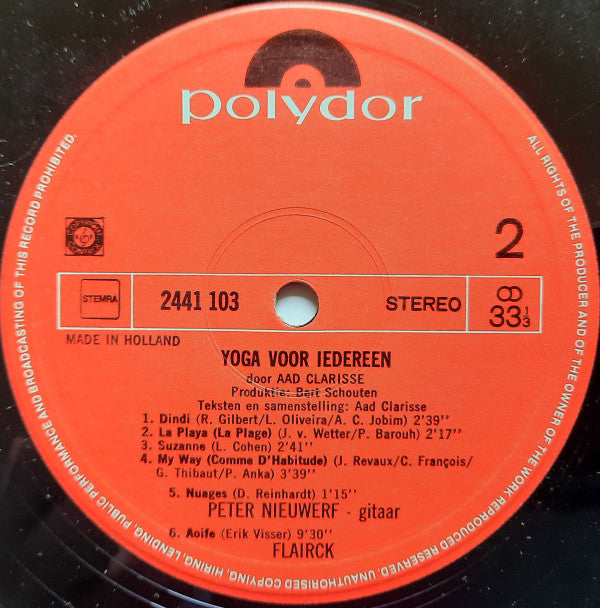 2441
polydor
ALL RIGHTS OF THE PRODUCER AND OF THE OWNER OF THE WORK REPRODUCED RESERVED. UNAUTHORISED COPYING, HIRING, LENDING, PUBLIC PERFORMANCE AND BROADCASTING OF THIS RECORD PROHIBITED.
2
STEMRA
2441 103
STEREO
33 1/3
MADE IN HOLLAND
YOGA VOOR IEDEREEN
door AAD CLARISSE
Produktie: Bert Schouten
Teksten en samenstelling: Aad Clarisse
1. Dindi (R. Gilbert/L. Oliveira/A. C. Jobim) 2'39''
2. La Playa (La Plage) (J. v. Wetter/P. Barouh) 2'17''
3. Suzanne (L. Cohen) 2'41''
4. My Way (Comme D'Habitude) (J. Revaux/C. François/
G. Thibaut/P. Anka) 3'39''
5. Nuages (D. Reinhardt) 1'15''
PETER NIEUWERF - gitaar
6. Aoife (Erik Visser) 9'30''
FLAIRCK